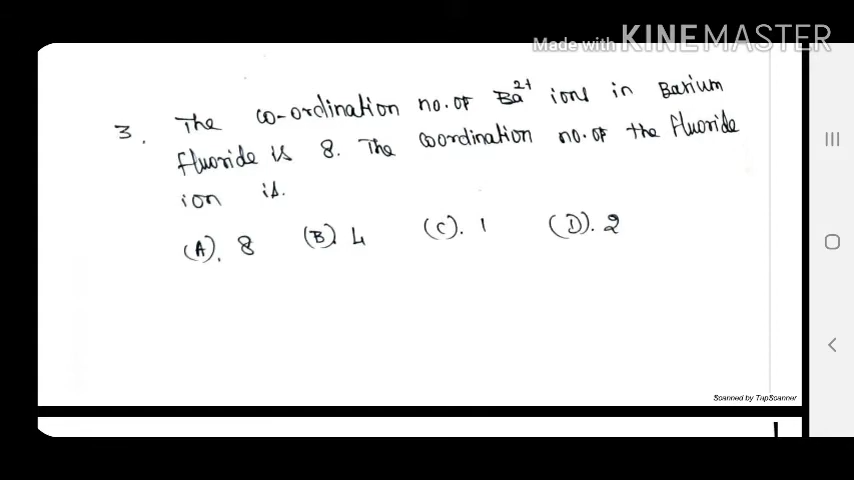 Made with KINEMASTER
3. The co-ordination no. of Ba2+ ions in Barium
fluoride is 8. The coordination no. of the fluoride
ion is.
(A). 8 (B). 4 (C). 1 (D). 2
Scanned by TapScanner